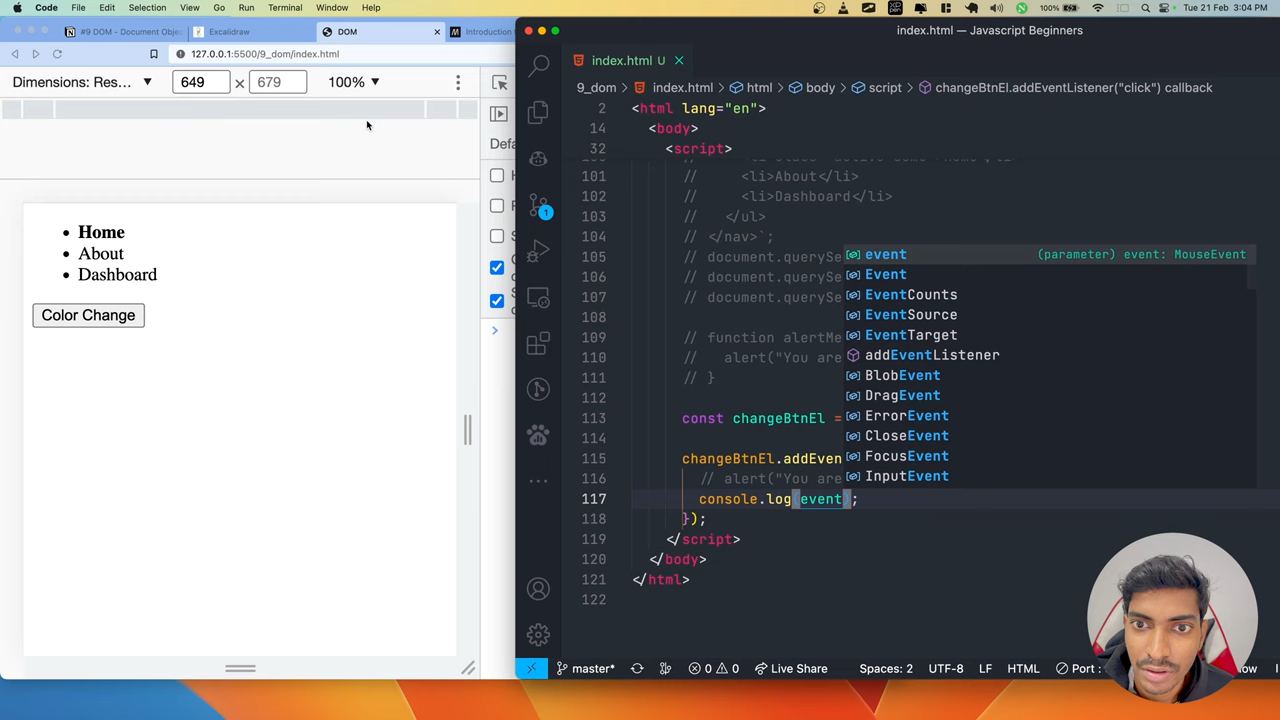 Code File Edit Selection View Go Run Terminal Window Help 100% Tue 21 Feb 3:04 PM
#9 DOM - Document Obje Excalidraw DOM Introduction
127.0.0.1:5500/9_dom/index.html
Dimensions: Res... 649 × 679 100%
Defa
Home
About
Dashboard
Color Change
index.html — Javascript Beginners
index.html U
9_dom index.html html body script changeBtnEl.addEventListener("click") callback
2 <html lang="en">
14 <body>
32 <script>
101 // <li>About</li>
102 // <li>Dashboard</li>
103 // </ul>
104 // </nav>`;
105 // document.querySe
106 // document.querySe
107 // document.querySe
108
109 // function alertMe
110 // alert("You are
111 // }
112
113 const changeBtnEl =
114
115 changeBtnEl.addEven
116 // alert("You are
117 console.log(event);
118 });
119 </script>
120 </body>
121 </html>
122
event (parameter) event: MouseEvent
Event
EventCounts
EventSource
EventTarget
addEventListener
BlobEvent
DragEvent
ErrorEvent
CloseEvent
FocusEvent
InputEvent
1
master* 0 0 Live Share Spaces: 2 UTF-8 LF HTML Port :